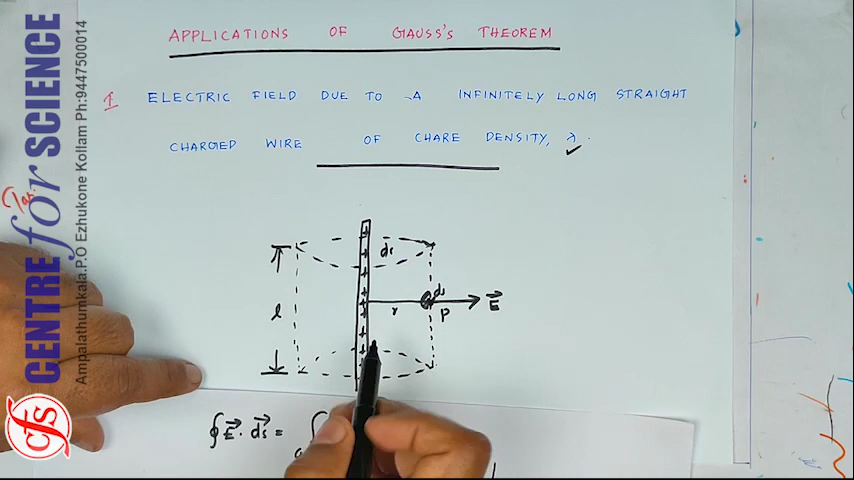 APPLICATIONS OF GAUSS'S THEOREM
1 ELECTRIC FIELD DUE TO A INFINITELY LONG STRAIGHT
CHARGED WIRE OF CHARE DENSITY, λ.
ds
l
r
ds
P
E⃗
∮E⃗. ds⃗ = ∫
CENTRE for SCIENCE
Ampalathumkala.P.O Ezhukone Kollam Ph:9447500014
cfs